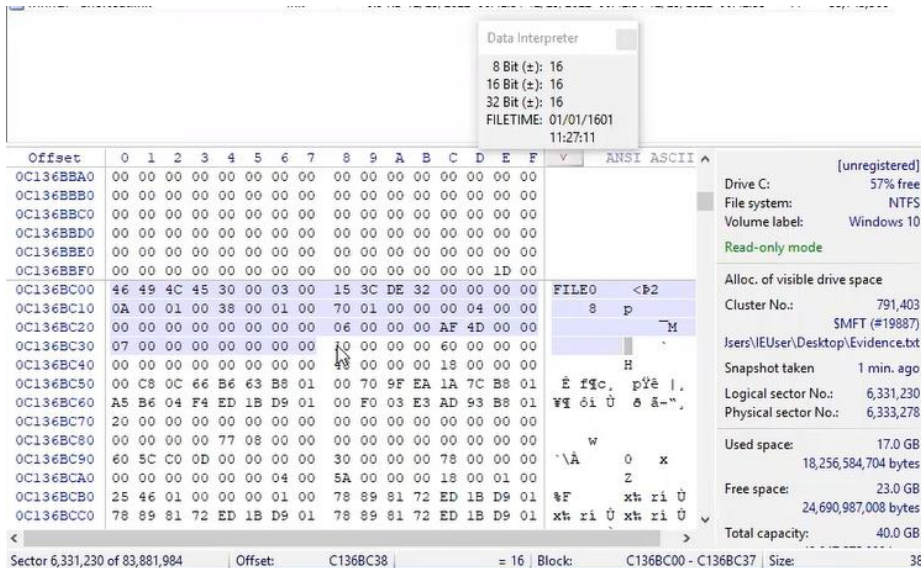 Data Interpreter
8 Bit (±): 16
16 Bit (±): 16
32 Bit (±): 16
FILETIME: 01/01/1601
11:27:11
Offset 0 1 2 3 4 5 6 7 8 9 A B C D E F ANSI ASCII
0C136BBA0 00 00 00 00 00 00 00 00 00 00 00 00 00 00 00 00
0C136BBB0 00 00 00 00 00 00 00 00 00 00 00 00 00 00 00 00
0C136BBC0 00 00 00 00 00 00 00 00 00 00 00 00 00 00 00 00
0C136BBD0 00 00 00 00 00 00 00 00 00 00 00 00 00 00 00 00
0C136BBE0 00 00 00 00 00 00 00 00 00 00 00 00 00 00 00 00
0C136BBF0 00 00 00 00 00 00 00 00 00 00 00 00 00 00 1D 00
0C136BC00 46 49 4C 45 30 00 03 00 15 3C DE 32 00 00 00 00 FILE0 <Þ2
0C136BC10 0A 00 01 00 38 00 01 00 70 01 00 00 00 04 00 00 8 p
0C136BC20 00 00 00 00 00 00 00 00 06 00 00 00 AF 4D 00 00 ¯M
0C136BC30 07 00 00 00 00 00 00 00 00 00 00 60 00 00 00 `
0C136BC40 00 00 00 00 00 00 00 00 48 00 00 00 18 00 00 00 H
0C136BC50 00 C8 0C 66 B6 63 B8 01 00 70 9F EA 1A 7C B8 01 È f¶c¸ pŸê |¸
0C136BC60 A5 B6 04 F4 ED 1B D9 01 00 F0 03 E3 AD 93 B8 01 ¥¶ ôí Ù ð ã-“¸
0C136BC70 20 00 00 00 00 00 00 00 00 00 00 00 00 00 00 00
0C136BC80 00 00 00 00 77 08 00 00 00 00 00 00 00 00 00 00 w
0C136BC90 60 5C C0 0D 00 00 00 00 30 00 00 00 78 00 00 00 `\À 0 x
0C136BCA0 00 00 00 00 00 00 04 00 5A 00 00 00 18 00 01 00 Z
0C136BCB0 25 46 01 00 00 00 01 00 78 89 81 72 ED 1B D9 01 %F x‰ rí Ù
0C136BCC0 78 89 81 72 ED 1B D9 01 78 89 81 72 ED 1B D9 01 x‰ rí Ù x‰ rí Ù
[unregistered]
Drive C: 57% free
File system: NTFS
Volume label: Windows 10
Read-only mode
Alloc. of visible drive space
Cluster No.: 791,403
$MFT (#19887)
Jsers\IEUser\Desktop\Evidence.txt
Snapshot taken 1 min. ago
Logical sector No.: 6,331,230
Physical sector No.: 6,333,278
Used space: 17.0 GB
18,256,584,704 bytes
Free space: 23.0 GB
24,690,987,008 bytes
Total capacity: 40.0 GB
Sector 6,331,230 of 83,881,984 Offset: C136BC38 = 16 Block: C136BC00 - C136BC37 Size: 38